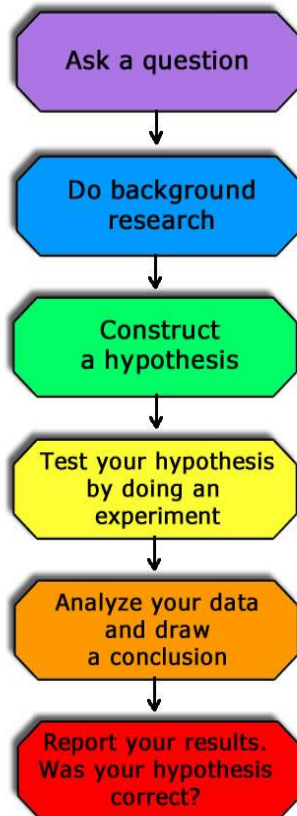 Ask a question
Do background
research
Construct
a hypothesis
Test your hypothesis
by doing an
experiment
Analyze your data
and draw
a conclusion
Report your results.
Was your hypothesis
correct?